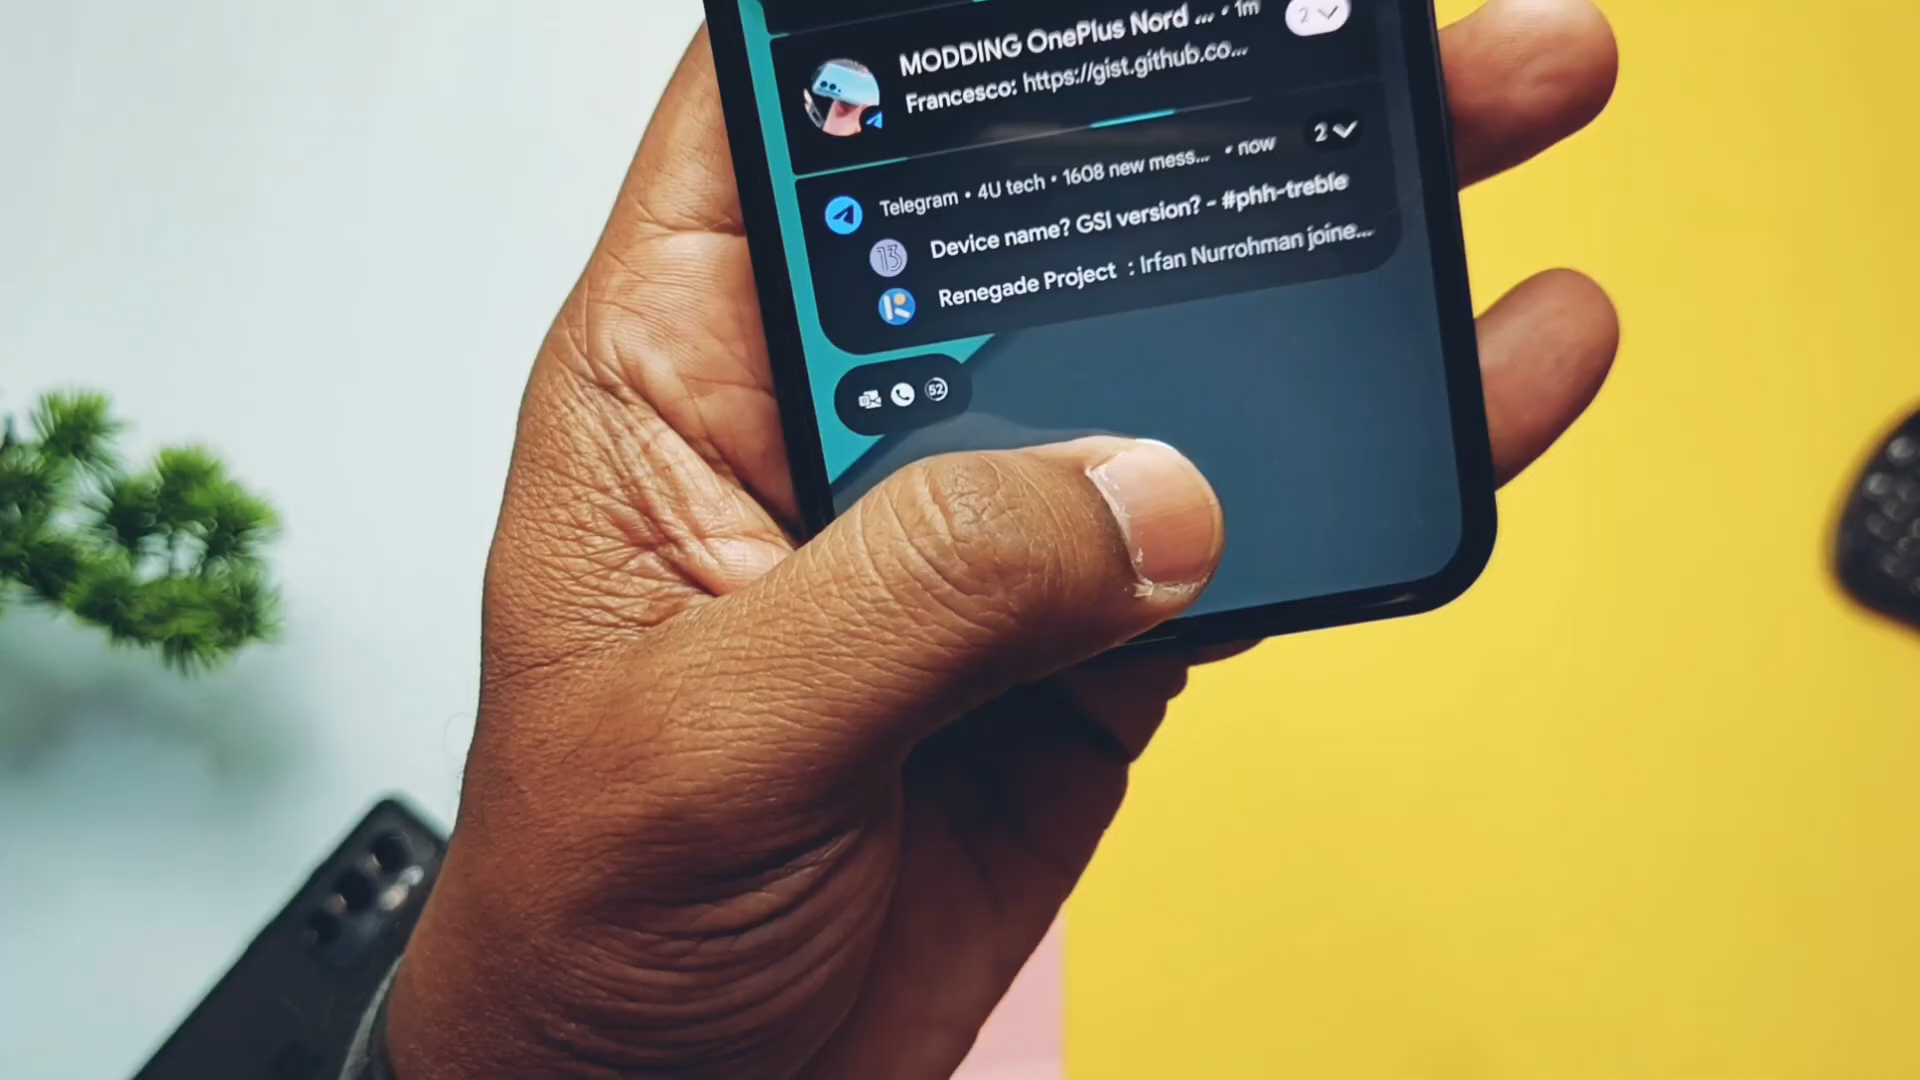 MODDING OnePlus Nord ... • 1m
2
Francesco: https://gist.github.co...
Telegram • 4U tech • 1608 new mess... • now
2
Device name? GSI version? - #phh-treble
13
Renegade Project : Irfan Nurrohman joine...
52